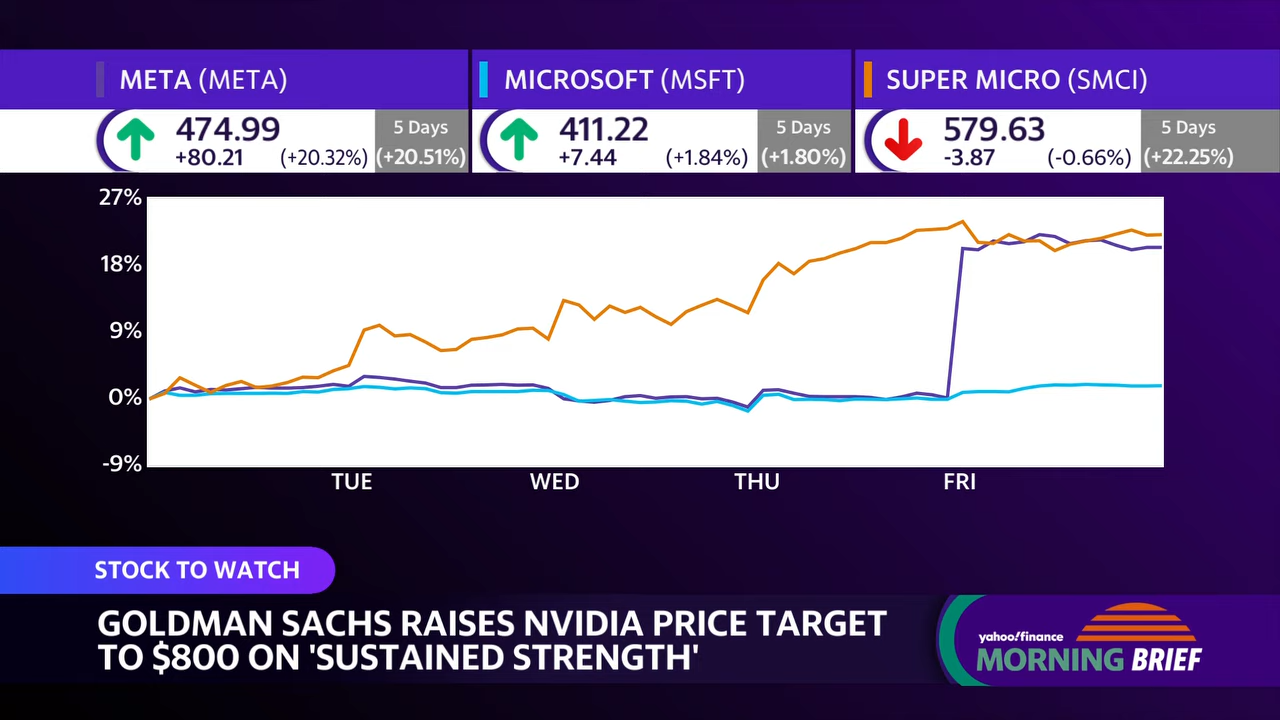 META (META)
MICROSOFT (MSFT)
SUPER MICRO (SMCI)
474.99
+80.21 (+20.32%)
5 Days
(+20.51%)
411.22
+7.44 (+1.84%)
5 Days
(+1.80%)
579.63
-3.87 (-0.66%)
5 Days
(+22.25%)
27%
18%
9%
0%
-9%
TUE WED THU FRI
STOCK TO WATCH
GOLDMAN SACHS RAISES NVIDIA PRICE TARGET
TO $800 ON 'SUSTAINED STRENGTH'
yahoo!finance
MORNING BRIEF